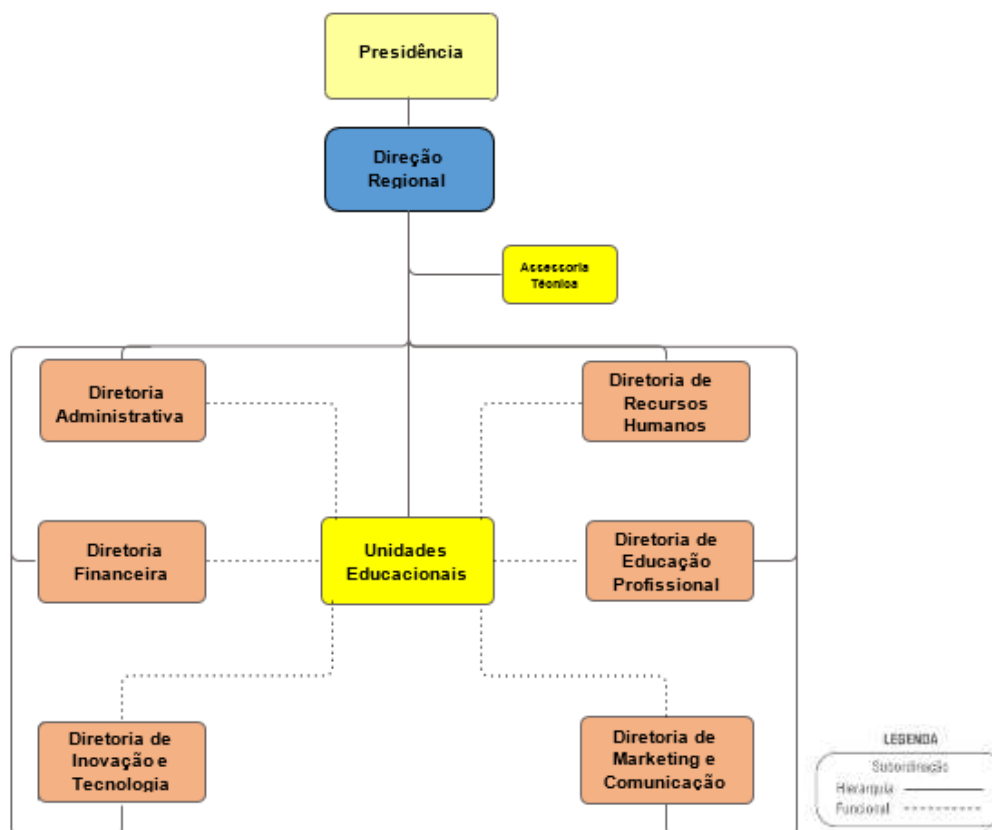 Presidência
Direção
Regional
Assessoria
Técnica
Diretoria
Administrativa
Diretoria de
Recursos
Humanos
Diretoria
Financeira
Unidades
Educacionais
Diretoria de
Educação
Profissional
Diretoria de
Inovação e
Tecnologia
Diretoria de
Marketing e
Comunicação
LEGENDA
Subordinação
Hierarquia
Funcional